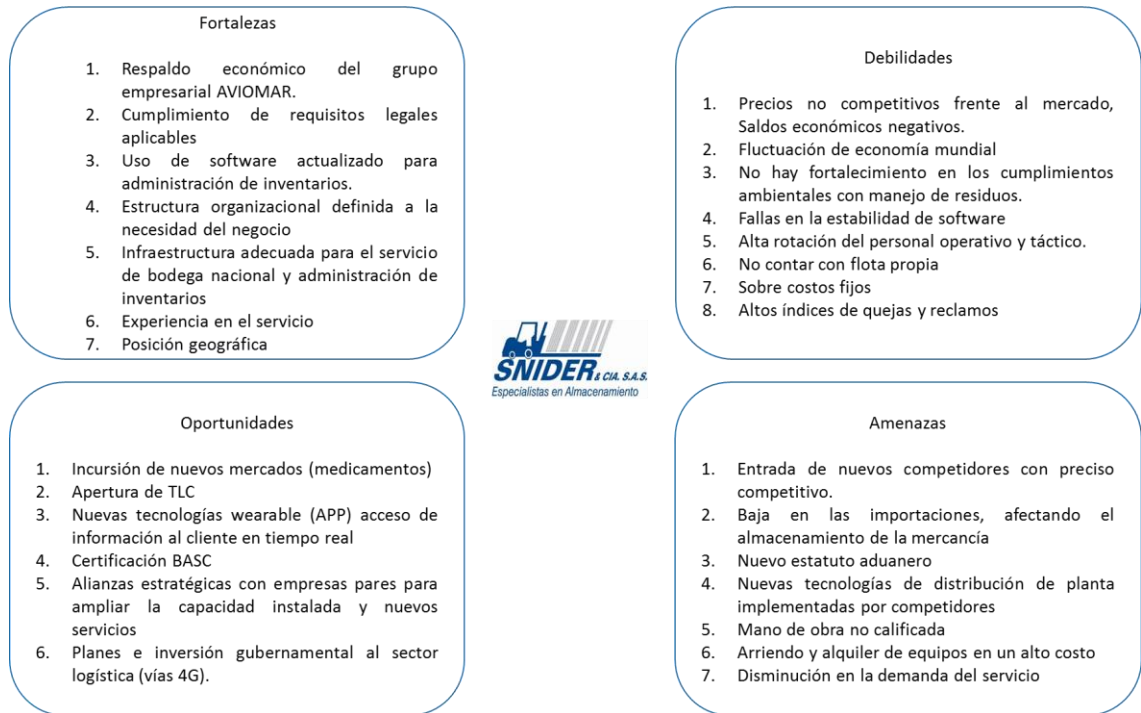 Fortalezas
1. Respaldo económico del grupo
empresarial AVIOMAR.
2. Cumplimiento de requisitos legales
aplicables
3. Uso de software actualizado para
administración de inventarios.
4. Estructura organizacional definida a la
necesidad del negocio
5. Infraestructura adecuada para el servicio
de bodega nacional y administración de
inventarios
6. Experiencia en el servicio
7. Posición geográfica
Debilidades
1. Precios no competitivos frente al mercado,
Saldos económicos negativos.
2. Fluctuación de economía mundial
3. No hay fortalecimiento en los cumplimientos
ambientales con manejo de residuos.
4. Fallas en la estabilidad de software
5. Alta rotación del personal operativo y táctico.
6. No contar con flota propia
7. Sobre costos fijos
8. Altos índices de quejas y reclamos
SNIDER & CIA. S.A.S.
Especialistas en Almacenamiento
Oportunidades
1. Incursión de nuevos mercados (medicamentos)
2. Apertura de TLC
3. Nuevas tecnologías wearable (APP) acceso de
información al cliente en tiempo real
4. Certificación BASC
5. Alianzas estratégicas con empresas pares para
ampliar la capacidad instalada y nuevos
servicios
6. Planes e inversión gubernamental al sector
logística (vías 4G).
Amenazas
1. Entrada de nuevos competidores con preciso
competitivo.
2. Baja en las importaciones, afectando el
almacenamiento de la mercancía
3. Nuevo estatuto aduanero
4. Nuevas tecnologías de distribución de planta
implementadas por competidores
5. Mano de obra no calificada
6. Arriendo y alquiler de equipos en un alto costo
7. Disminución en la demanda del servicio